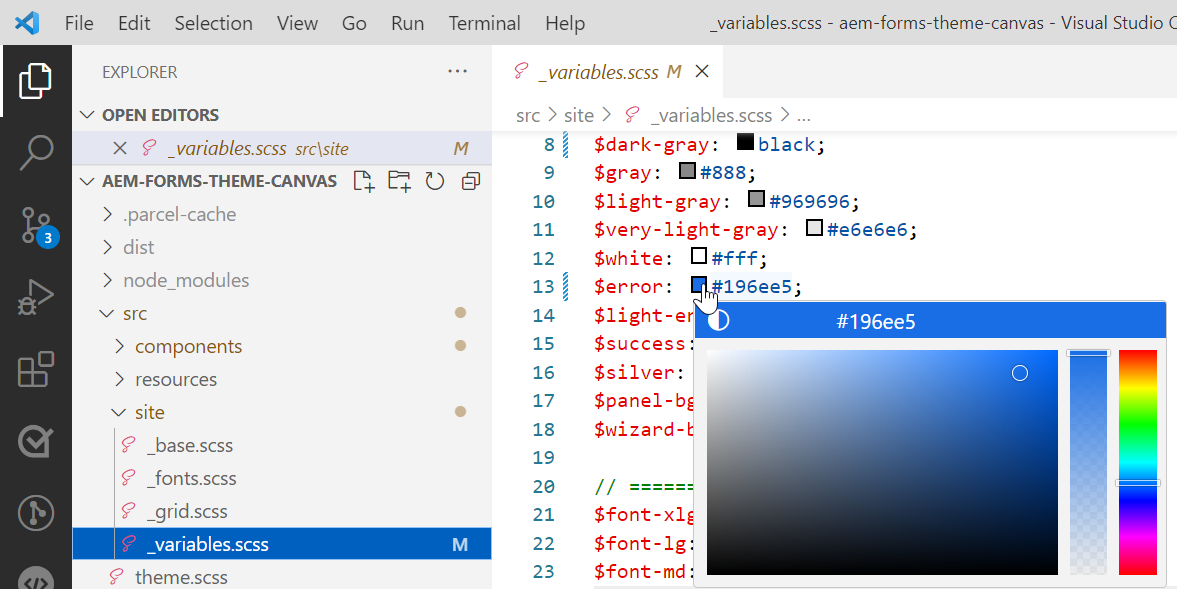 File Edit Selection View Go Run Terminal Help _variables.scss - aem-forms-theme-canvas - Visual Studio C
EXPLORER ...
OPEN EDITORS
_variables.scss src\site M
AEM-FORMS-THEME-CANVAS
.parcel-cache
dist
node_modules
src
components
resources
site
_base.scss
_fonts.scss
_grid.scss
_variables.scss M
theme.scss
3
_variables.scss M
src > site > _variables.scss > ...
8 $dark-gray: black;
9 $gray: #888;
10 $light-gray: #969696;
11 $very-light-gray: #e6e6e6;
12 $white: #fff;
13 $error: #196ee5;
14 $light-er
15 $success:
16 $silver:
17 $panel-bg
18 $wizard-b
19
20 // ======
21 $font-xlg
22 $font-lg:
23 $font-md:
#196ee5